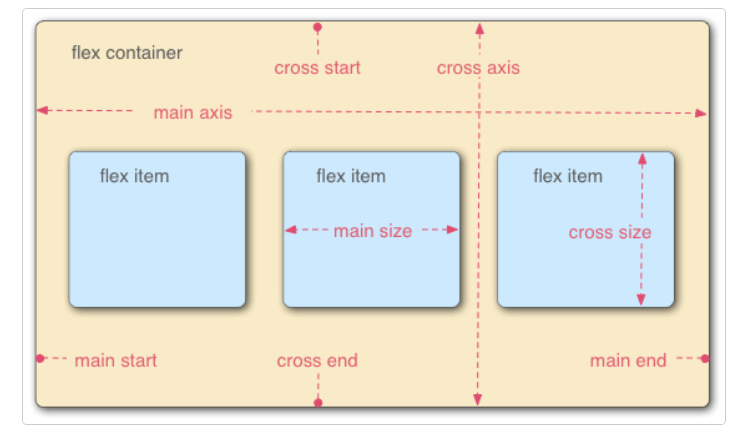 flex container
cross start
cross axis
main axis
flex item
flex item
flex item
main size
cross size
main start
cross end
main end